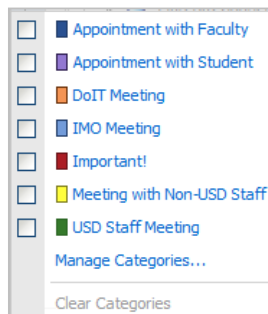 Appointment with Faculty
Appointment with Student
DoIT Meeting
IMO Meeting
Important!
Meeting with Non-USD Staff
USD Staff Meeting
Manage Categories...
Clear Categories